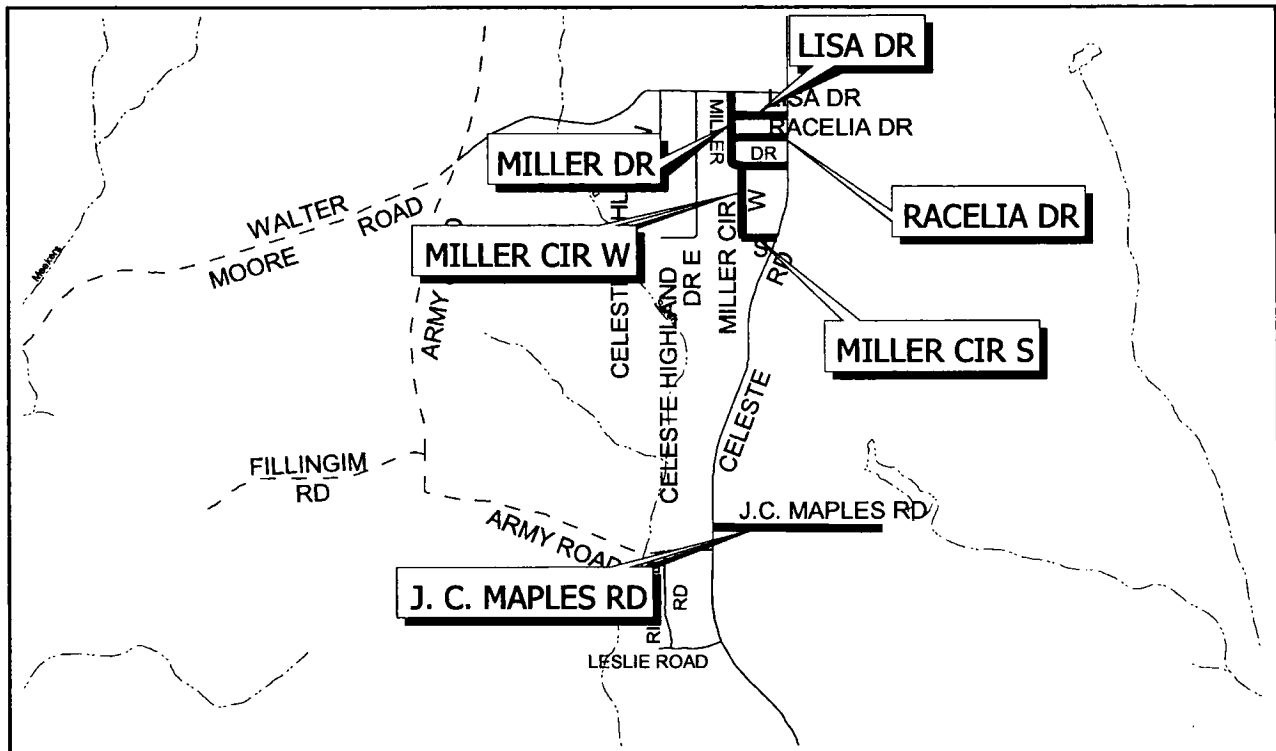 LISA DR
LISA DR
RACELIA DR
MILLER
MILLER DR
DR
RACELIA DR
WALTER
ROAD
MOORE
MILLER CIR W
W
MILLER CIR
S
RD
ARMY
CELESTE
CELESTE HIGHLAND
DR E
MILLER CIR S
CELESTE
FILLINGIM
RD
J.C. MAPLES RD
ARMY ROAD
J. C. MAPLES RD
RD
LESLIE ROAD